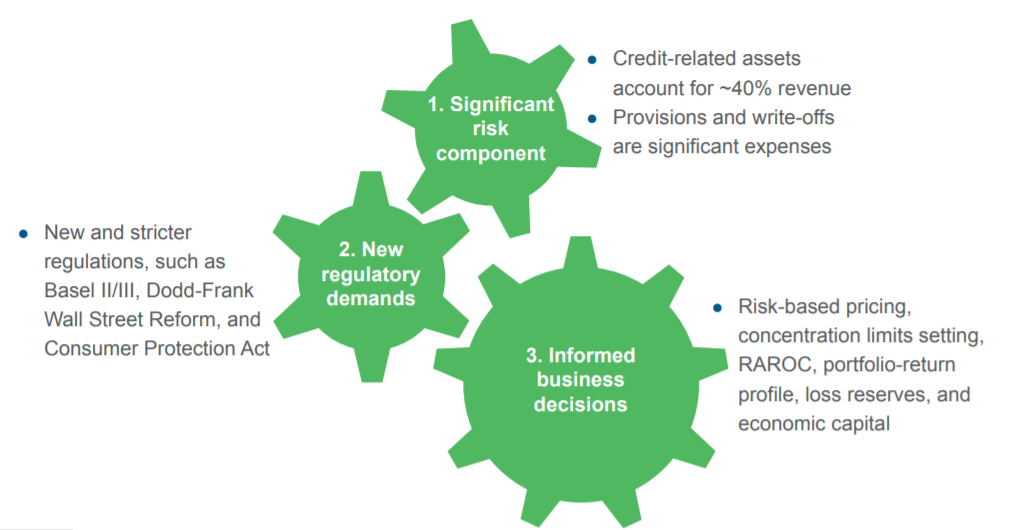 1. Significant
risk
component
• Credit-related assets
account for ~40% revenue
• Provisions and write-offs
are significant expenses
2. New
regulatory
demands
• New and stricter
regulations, such as
Basel II/III, Dodd-Frank
Wall Street Reform, and
Consumer Protection Act
3. Informed
business
decisions
• Risk-based pricing,
concentration limits setting,
RAROC, portfolio-return
profile, loss reserves, and
economic capital